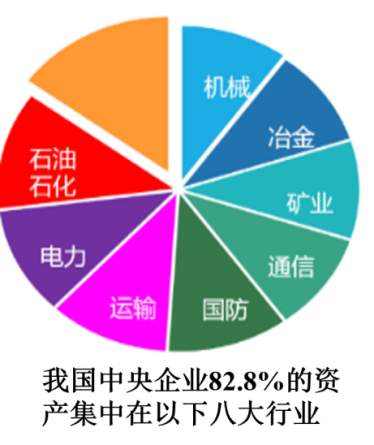 机械
冶金
矿业
通信
国防
运输
电力
石油
石化
我国中央企业82.8%的资
产集中在以下八大行业